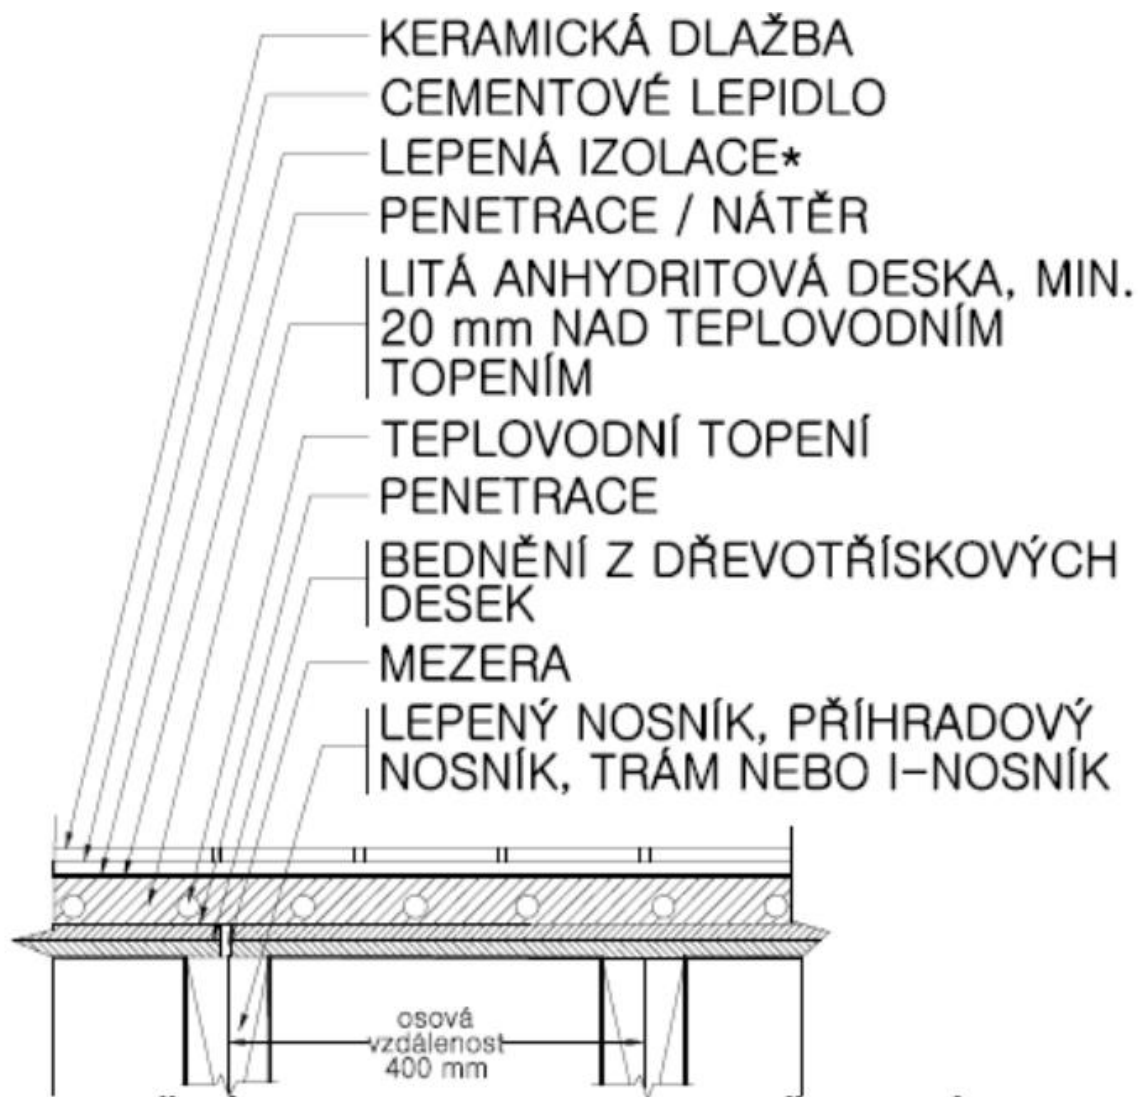 KERAMICKÁ DLAŽBA
CEMENTOVÉ LEPIDLO
LEPENÁ IZOLACE*
PENETRACE / NÁTĚR
LITÁ ANHYDRITOVÁ DESKA, MIN.
20 mm NAD TEPLOVODNÍM
TOPENÍM
TEPLOVODNÍ TOPENÍ
PENETRACE
BEDNĚNÍ Z DŘEVOTŘÍSKOVÝCH
DESEK
MEZERA
LEPENÝ NOSNÍK, PŘÍHRADOVÝ
NOSNÍK, TRÁM NEBO I-NOSNÍK
osová
vzdálenost
400 mm